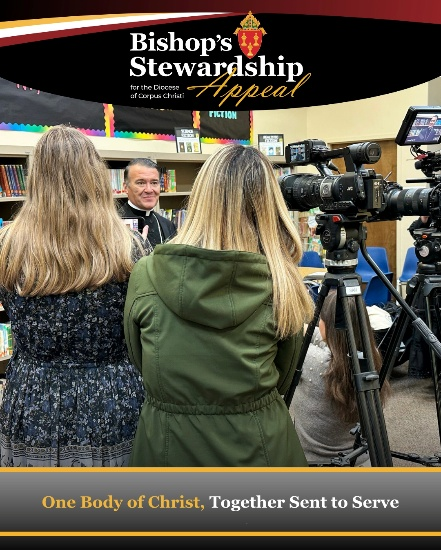 Bishop's
Stewardship
for the Diocese
of Corpus Christi
Appeal
FICTION
One Body of Christ, Together Sent to Serve